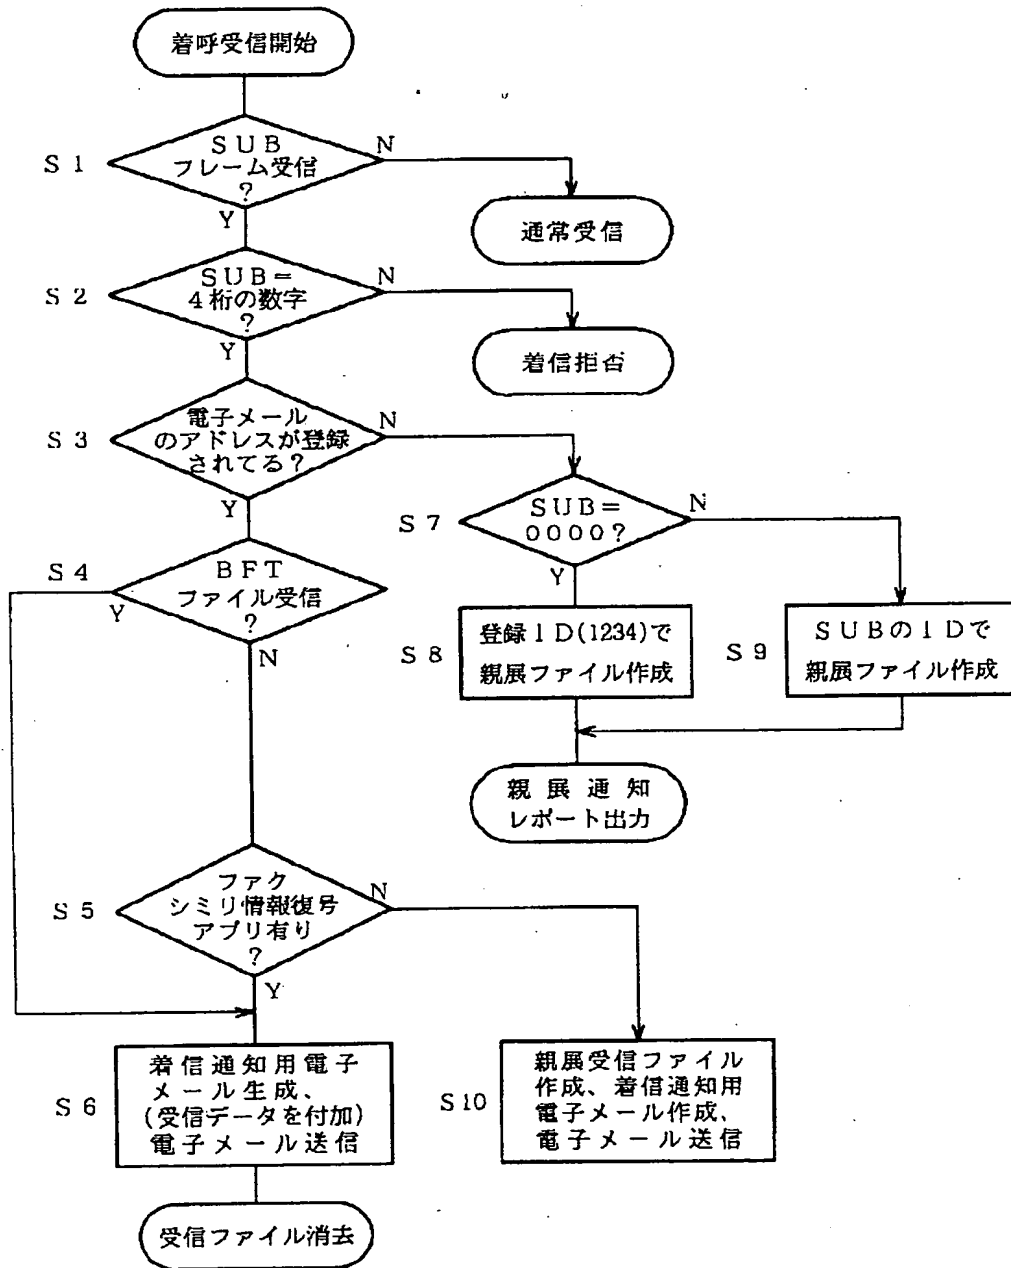 着呼受信開始
S1
SUB
フレーム受信
?
N
Y
通常受信
S2
SUB=
4桁の数字
?
N
Y
着信拒否
S3
電子メール
のアドレスが登録
されてる?
N
Y
S7
SUB=
0000?
N
Y
S4
BFT
ファイル受信
?
Y
N
S8
登録ID(1234)で
親展ファイル作成
S9
SUBのIDで
親展ファイル作成
親展通知
レポート出力
S5
ファク
シミリ情報復号
アプリ有り
?
N
Y
S6
着信通知用電子
メール生成、
(受信データを付加)
電子メール送信
S10
親展受信ファイル
作成、着信通知用
電子メール作成、
電子メール送信
受信ファイル消去